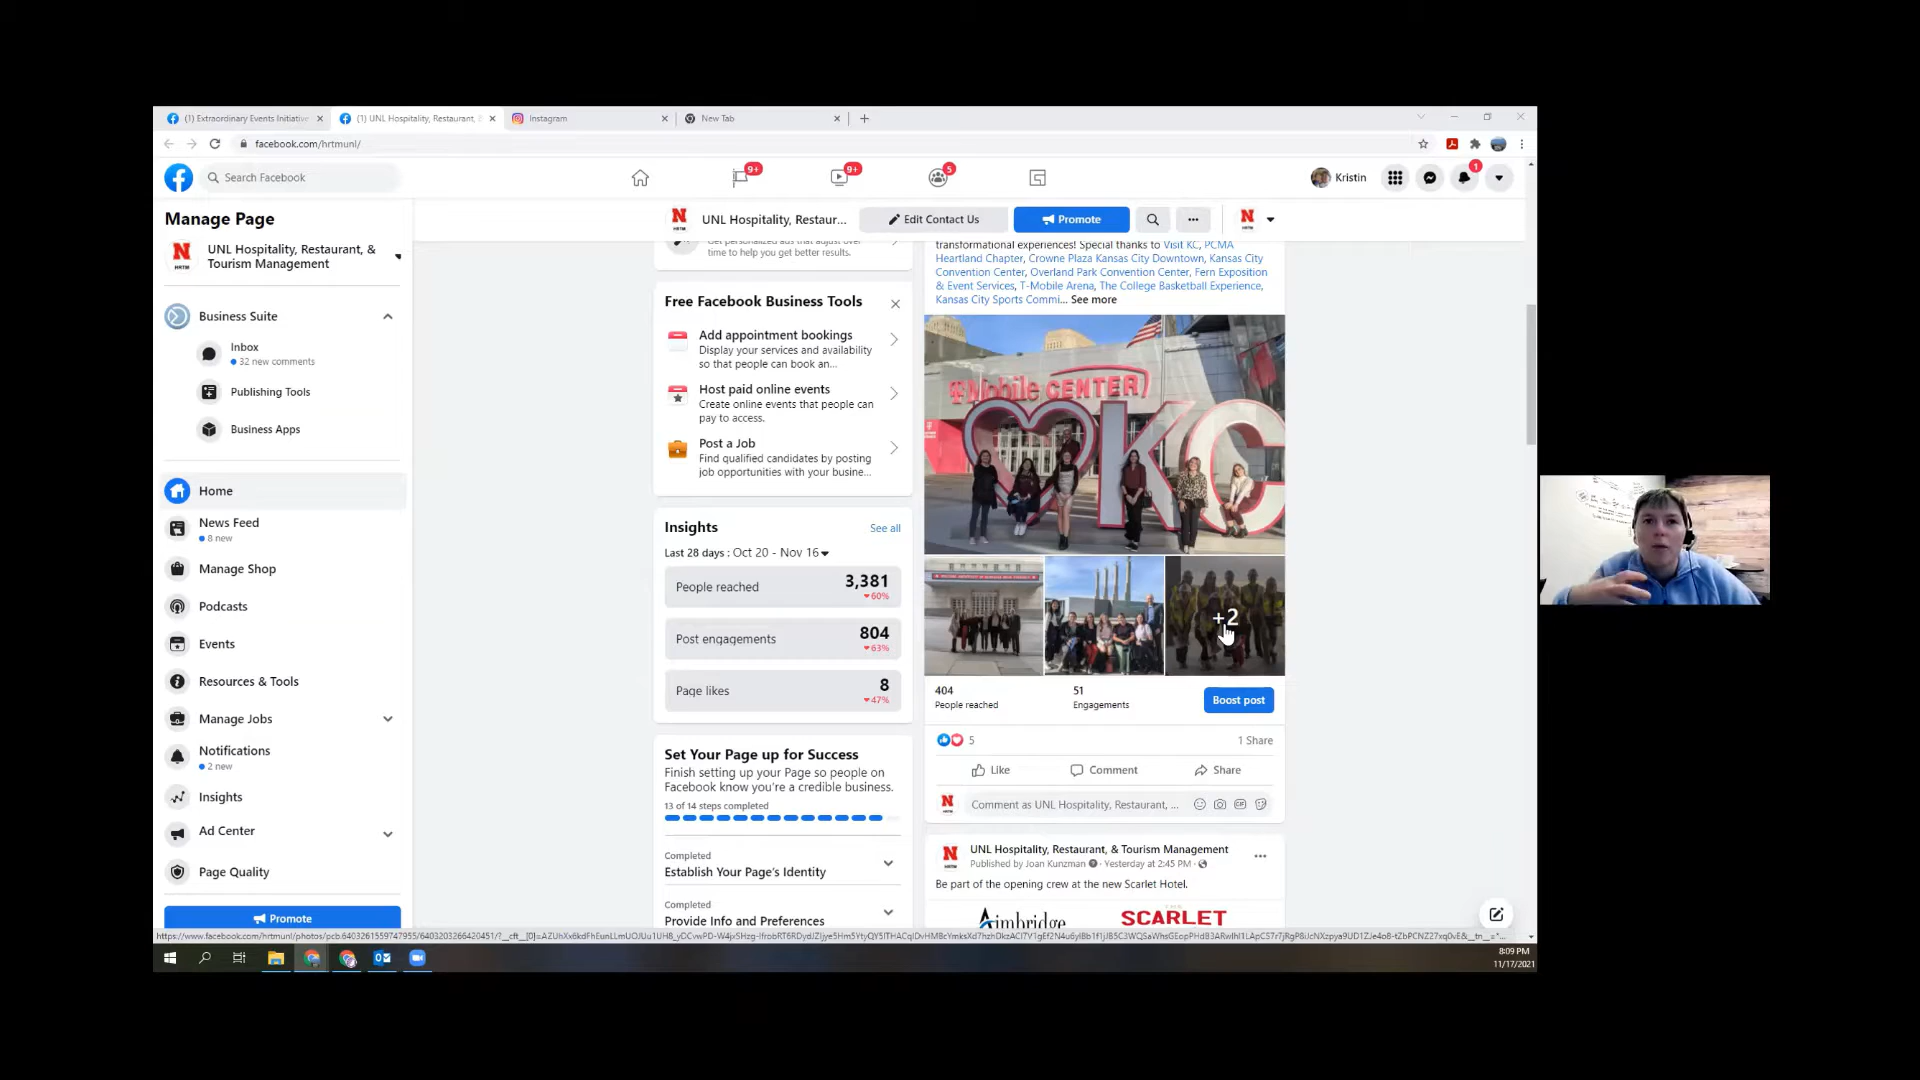 (1) Extraordinary Events Initiative
(1) UNL Hospitality, Restaurant,
Instagram
New Tab
facebook.com/hrtmunl/
Search Facebook
9+
9+
5
Kristin
1
Manage Page
UNL Hospitality, Restaurant, &
Tourism Management
UNL Hospitality, Restaur...
Edit Contact Us
Promote
Business Suite
Inbox
32 new comments
Publishing Tools
Business Apps
Home
News Feed
8 new
Manage Shop
Podcasts
Events
Resources & Tools
Manage Jobs
Notifications
2 new
Insights
Ad Center
Page Quality
Promote
Get personalized ads that adjust over
time to help you get better results.
Free Facebook Business Tools
Add appointment bookings
Display your services and availability
so that people can book an...
Host paid online events
Create online events that people can
pay to access.
Post a Job
Find qualified candidates by posting
job opportunities with your busine...
Insights
See all
Last 28 days : Oct 20 - Nov 16
People reached
3,381
60%
Post engagements
804
63%
Page likes
8
47%
Set Your Page up for Success
Finish setting up your Page so people on
Facebook know you're a credible business.
13 of 14 steps completed
Completed
Establish Your Page's Identity
Completed
Provide Info and Preferences
transformational experiences! Special thanks to Visit KC, PCMA
Heartland Chapter, Crowne Plaza Kansas City Downtown, Kansas City
Convention Center, Overland Park Convention Center, Fern Exposition
& Event Services, T-Mobile Arena, The College Basketball Experience,
Kansas City Sports Commi... See more
T Mobile CENTER
KC
+2
404
People reached
51
Engagements
Boost post
5
1 Share
Like
Comment
Share
Comment as UNL Hospitality, Restaurant, ...
UNL Hospitality, Restaurant, & Tourism Management
Published by Joan Kunzman · Yesterday at 2:45 PM ·
Be part of the opening crew at the new Scarlet Hotel.
Aimbridge
SCARLET
8:09 PM
11/17/2021